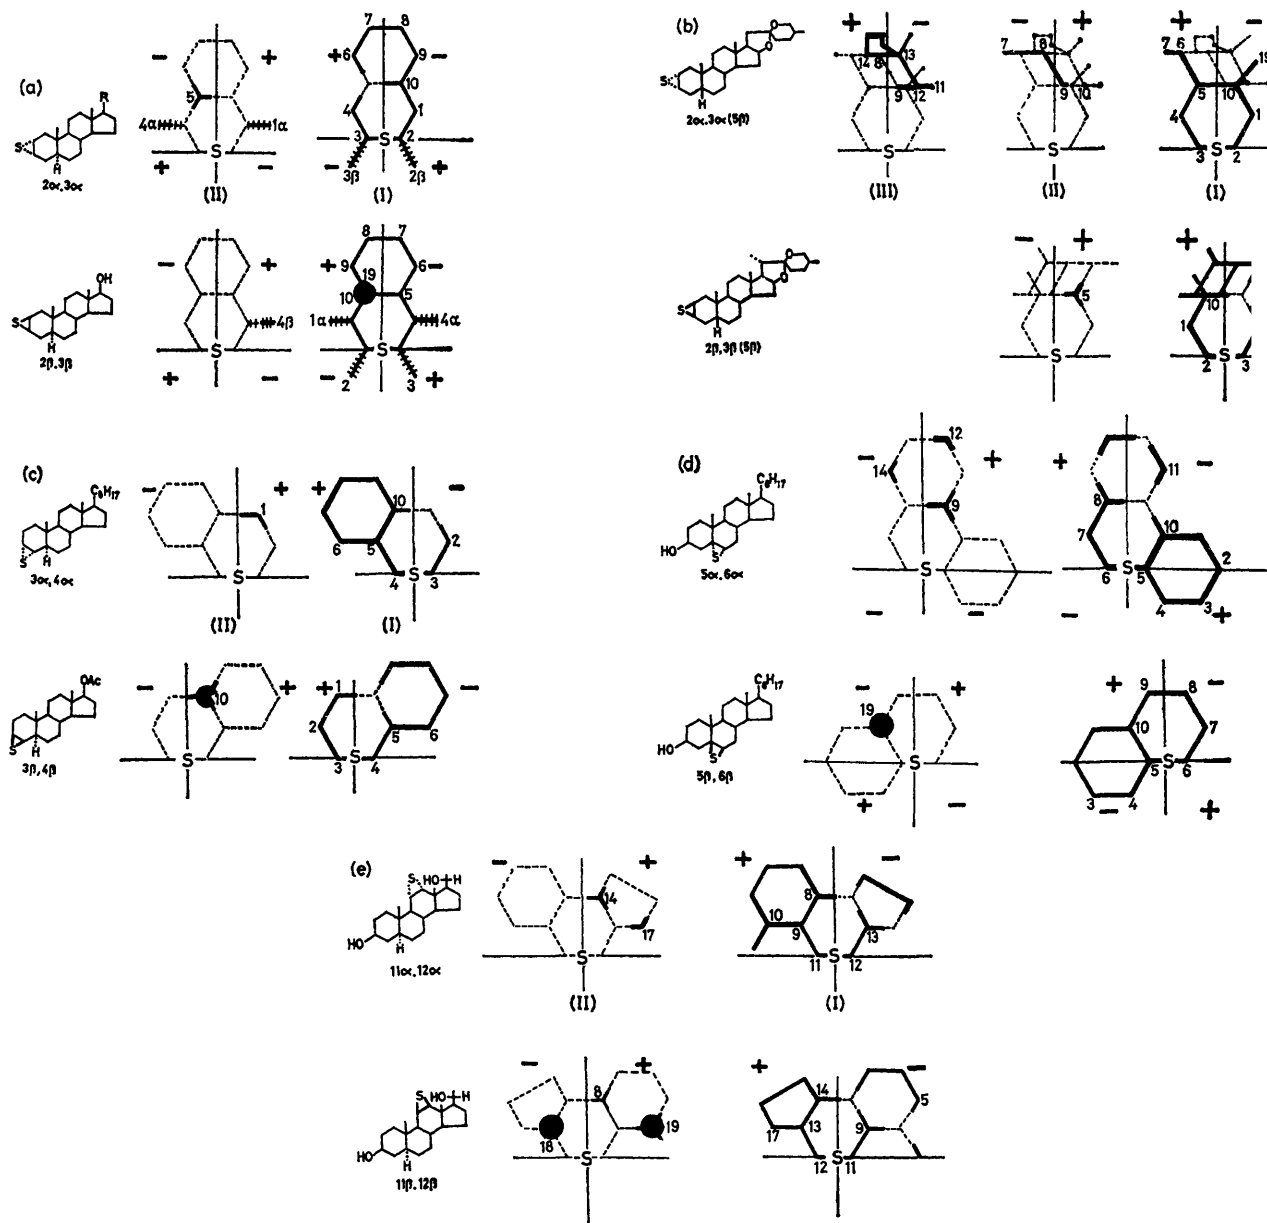 (a)
R
S
H
2α, 3α
− +
5
4α 1α
S
+ −
(II)
7 8
+ 6 9 −
10
4 1
3 S 2
− 3β 2β +
(I)
OH
S
H
2β, 3β
− +
19
4β
S
+ −
8 7
+ 9 6 −
19
10 5
1α 4α
S
− 2 3 +
(b)
O
O
S
H
2α, 3α (5β)
+ −
14 8 13
9 12 11
S
(III)
− +
7 8
9 10
S
(II)
+ −
7 6 19
5 10
4 1
3 S 2
(I)
O
O
S
H
2β, 3β (5β)
− +
5
S
+
10
1
2 S 3
(c)
C8H17
S H
3α, 4α
− +
1
S
(II)
+ −
10
6 5 2
4 S 3
(I)
OAc
S H
3β, 4β
− +
10
S
+ 1 −
2 5 6
3 S 4
(d)
C8H17
HO
S
5α, 6α
12
− +
14
9
S
− −
+ −
11
8
7 10
6 S 5 2
4 3
− +
C8H17
HO
S
5β, 6β
− +
19
S
+ −
+ 9 8 −
10 7
5 S 6
3 4
− +
(e)
S HO H
HO
H
11α, 12α
− +
14
17
S
(II)
+ −
8
10 9 13
11 S 12
(I)
S HO H
HO
H
11β, 12β
− +
8
18 19
S
+ −
14 5
17 13 9
12 S 11